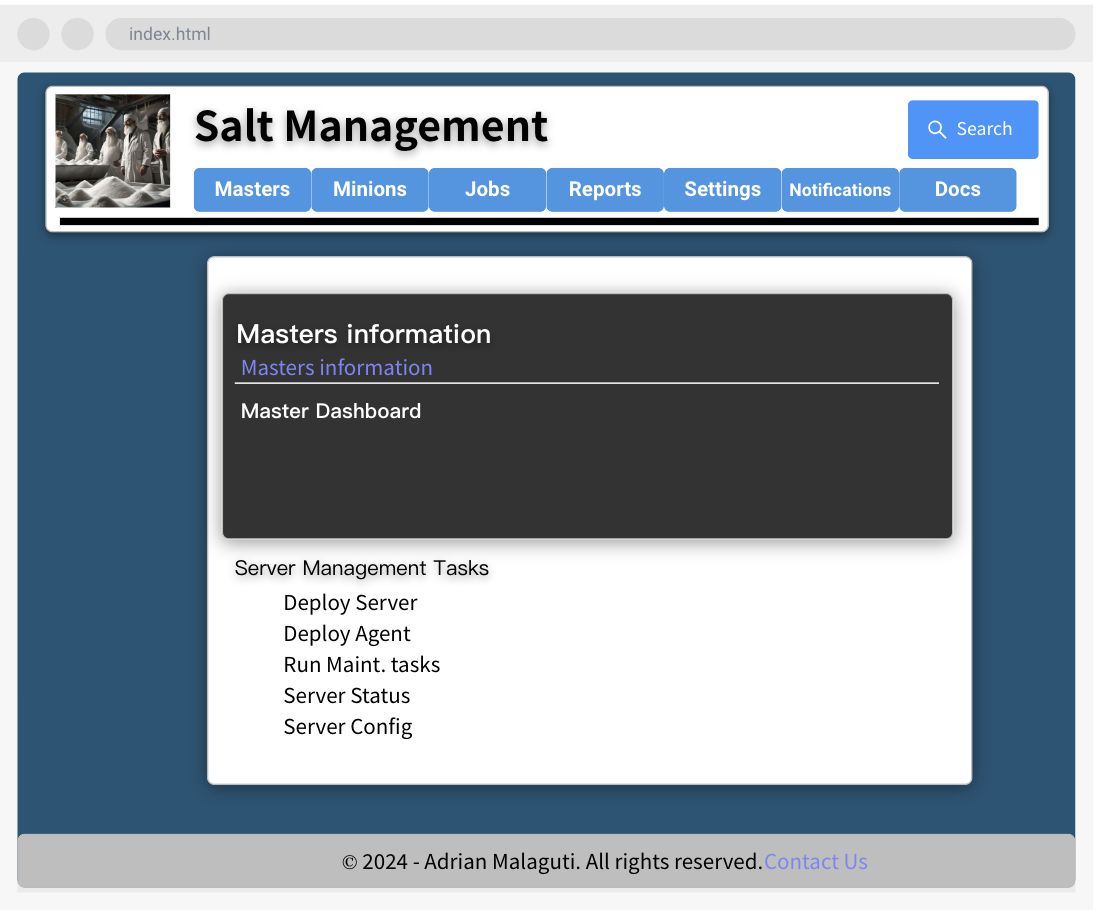 index.html
Salt Management
Search
Masters Minions Jobs Reports Settings Notifications Docs
Masters information
Masters information
Master Dashboard
Server Management Tasks
Deploy Server
Deploy Agent
Run Maint. tasks
Server Status
Server Config
© 2024 - Adrian Malaguti. All rights reserved.Contact Us